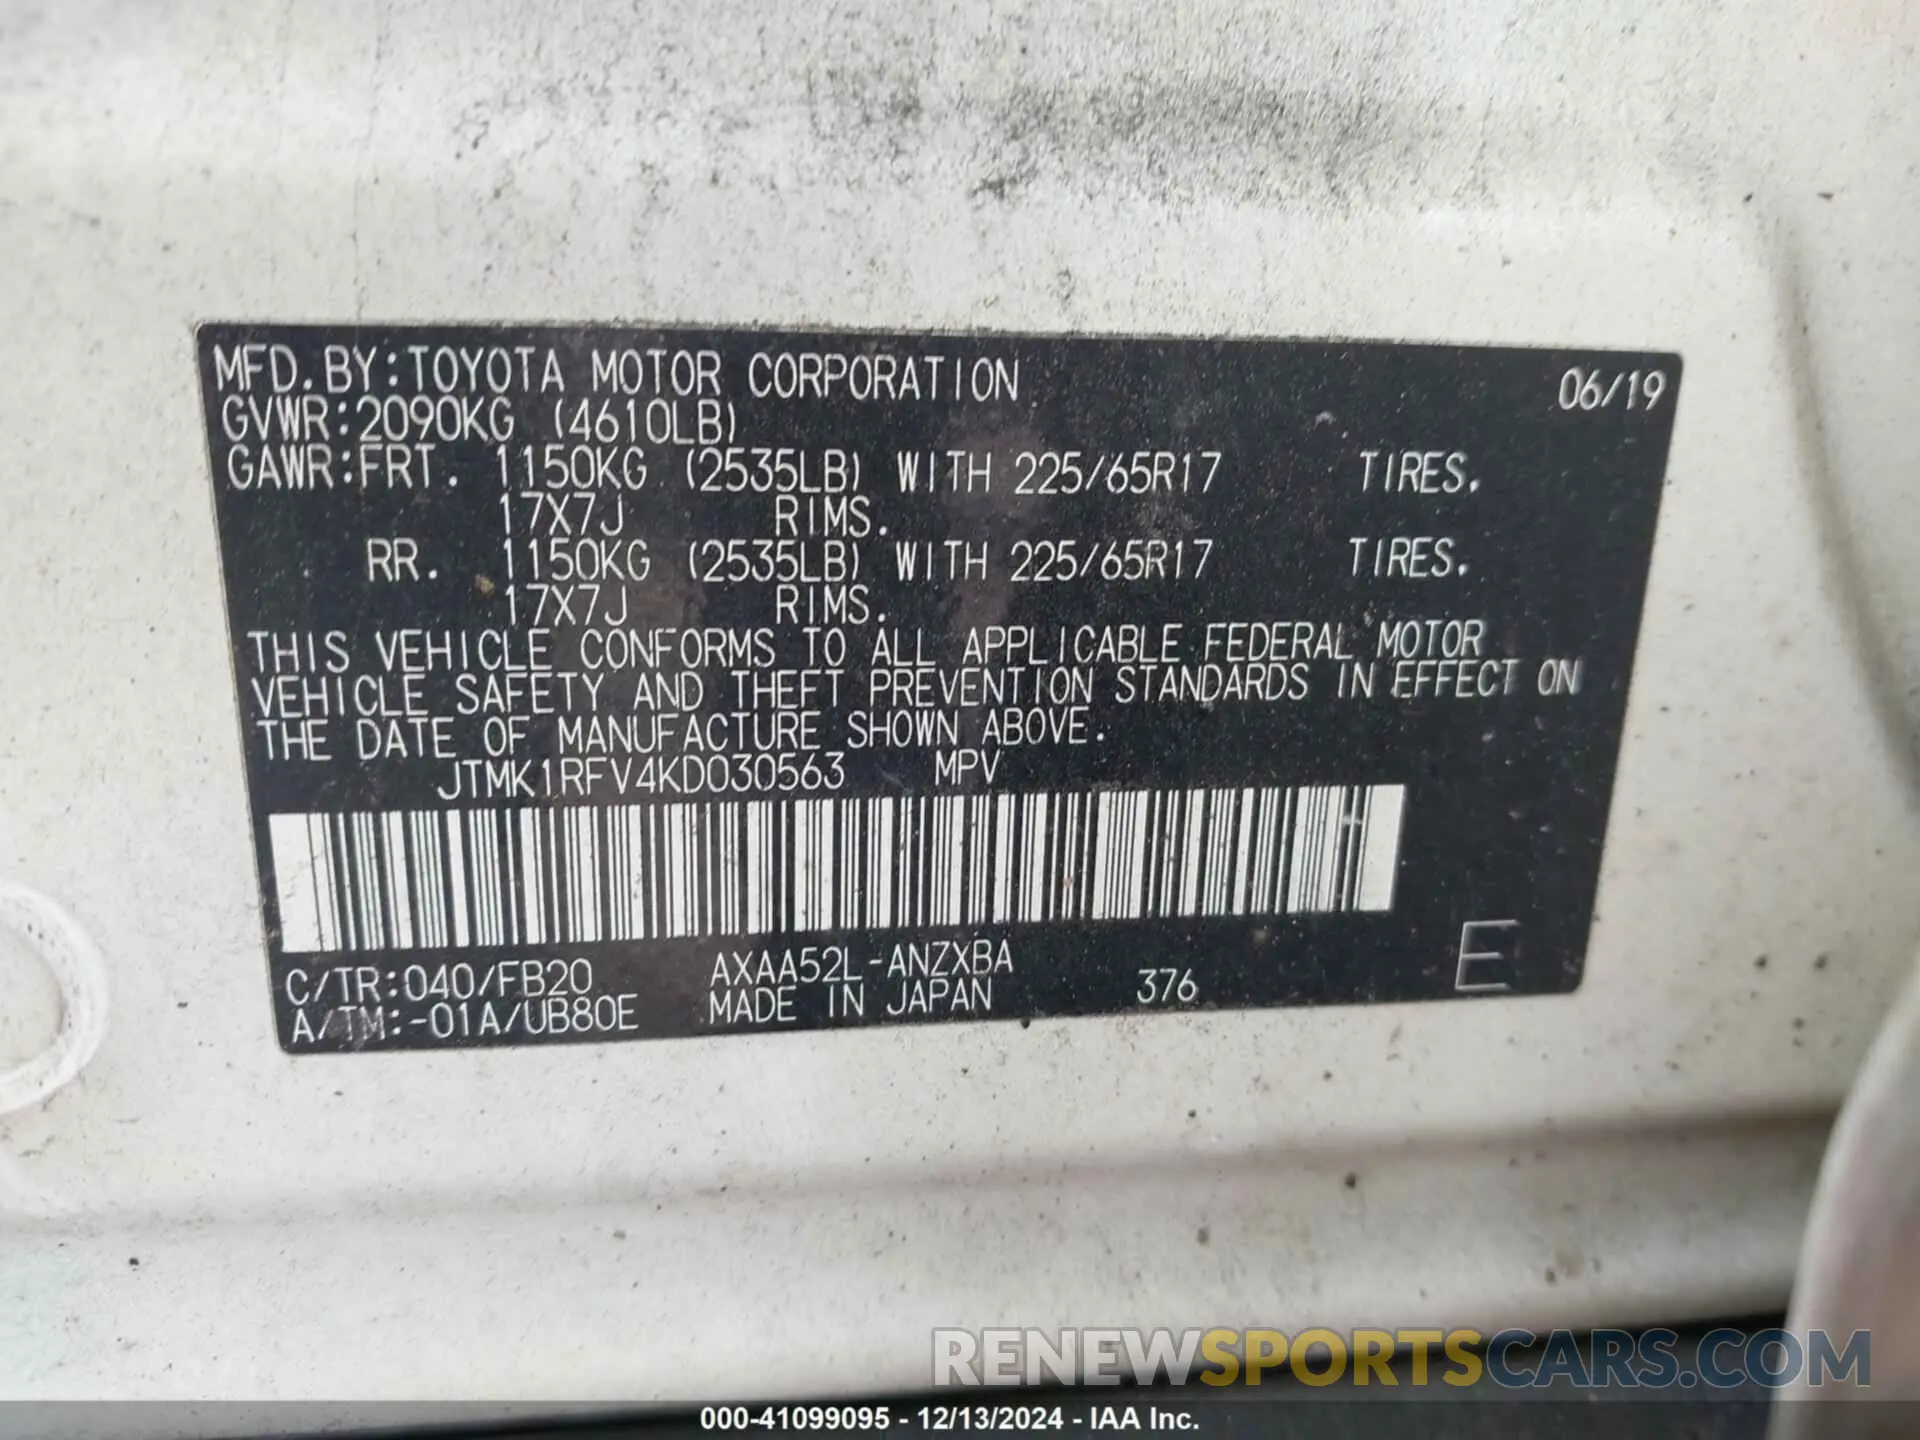 MFD.BY:TOYOTA MOTOR CORPORATION 06/19
GVWR:2090KG (4610LB)
GAWR:FRT. 1150KG (2535LB) WITH 225/65R17 TIRES.
17X7J RIMS.
RR. 1150KG (2535LB) WITH 225/65R17 TIRES.
17X7J RIMS.
THIS VEHICLE CONFORMS TO ALL APPLICABLE FEDERAL MOTOR
VEHICLE SAFETY AND THEFT PREVENTION STANDARDS IN EFFECT ON
THE DATE OF MANUFACTURE SHOWN ABOVE.
JTMK1RFV4KD030563 MPV
C/TR:040/FB20 AXAA52L-ANZXBA 376 E
A/TM:-01A/UB80E MADE IN JAPAN
RENEWSPORTSCARS.COM
000-41099095 - 12/13/2024 - IAA Inc.